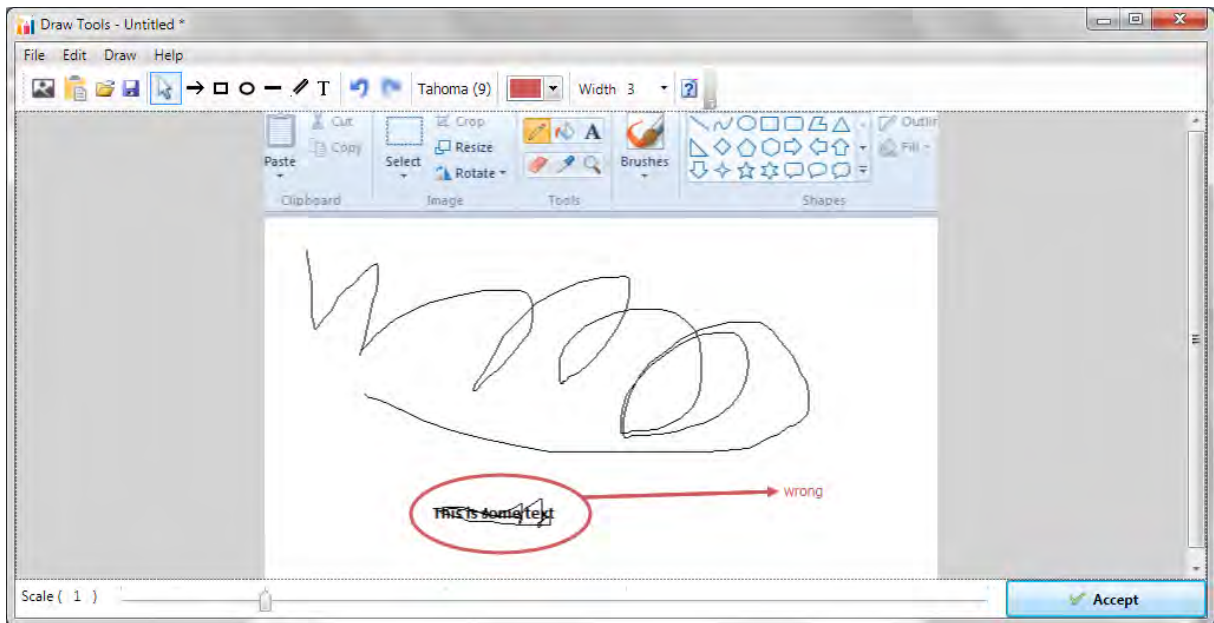 Draw Tools - Untitled *
File Edit Draw Help
T Tahoma (9) Width 3
Cut Crop A Outlin
Paste Copy Select Resize Brushes Fill
Rotate
Clipboard Image Tools Shapes
This is some text
wrong
Scale ( 1 ) Accept